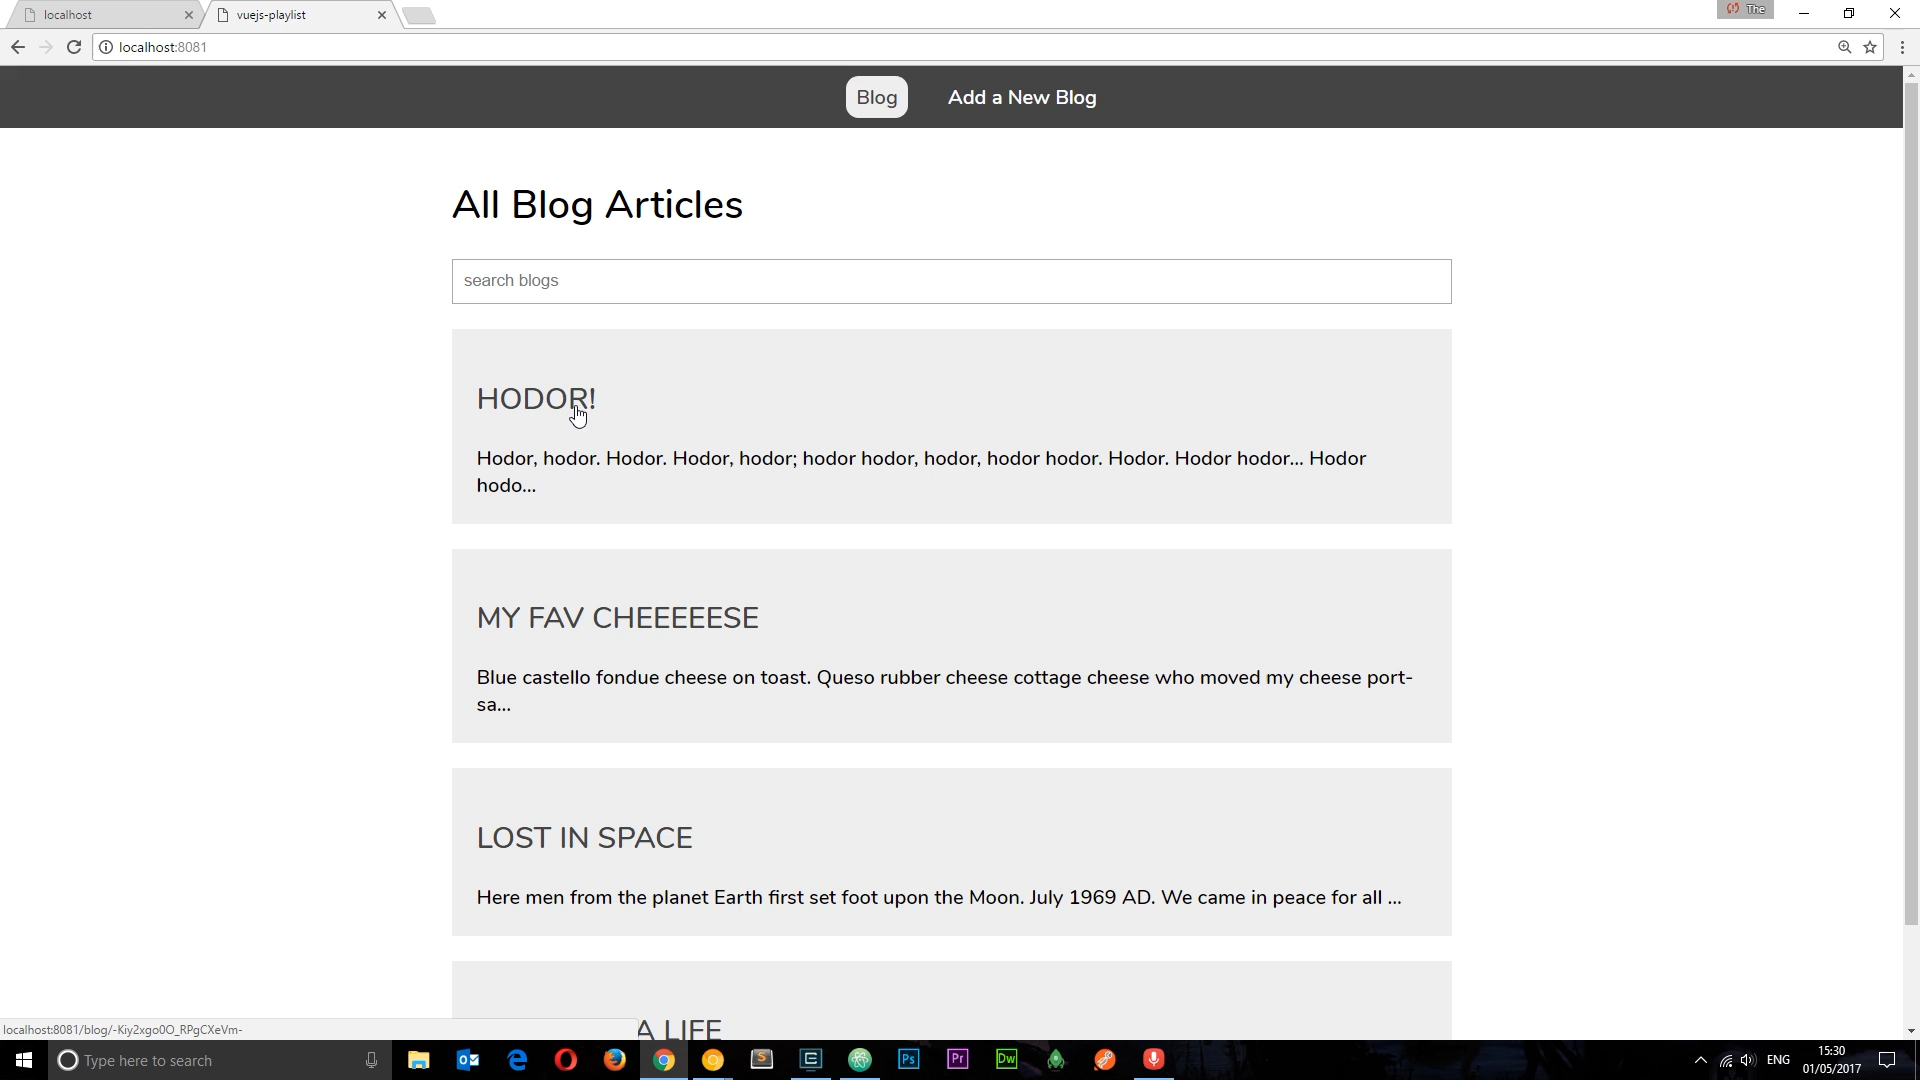 localhost
vuejs-playlist
The
localhost:8081
Blog
Add a New Blog
All Blog Articles
search blogs
HODOR!
Hodor, hodor. Hodor. Hodor, hodor; hodor hodor, hodor, hodor hodor. Hodor. Hodor hodor... Hodor
hodo...
MY FAV CHEEEEESE
Blue castello fondue cheese on toast. Queso rubber cheese cottage cheese who moved my cheese port-
sa...
LOST IN SPACE
Here men from the planet Earth first set foot upon the Moon. July 1969 AD. We came in peace for all ...
A LIFE
localhost:8081/blog/-Kiy2xgo0O_RPgCXeVm-
Type here to search
Ps
Pr
Dw
ENG
15:30
01/05/2017